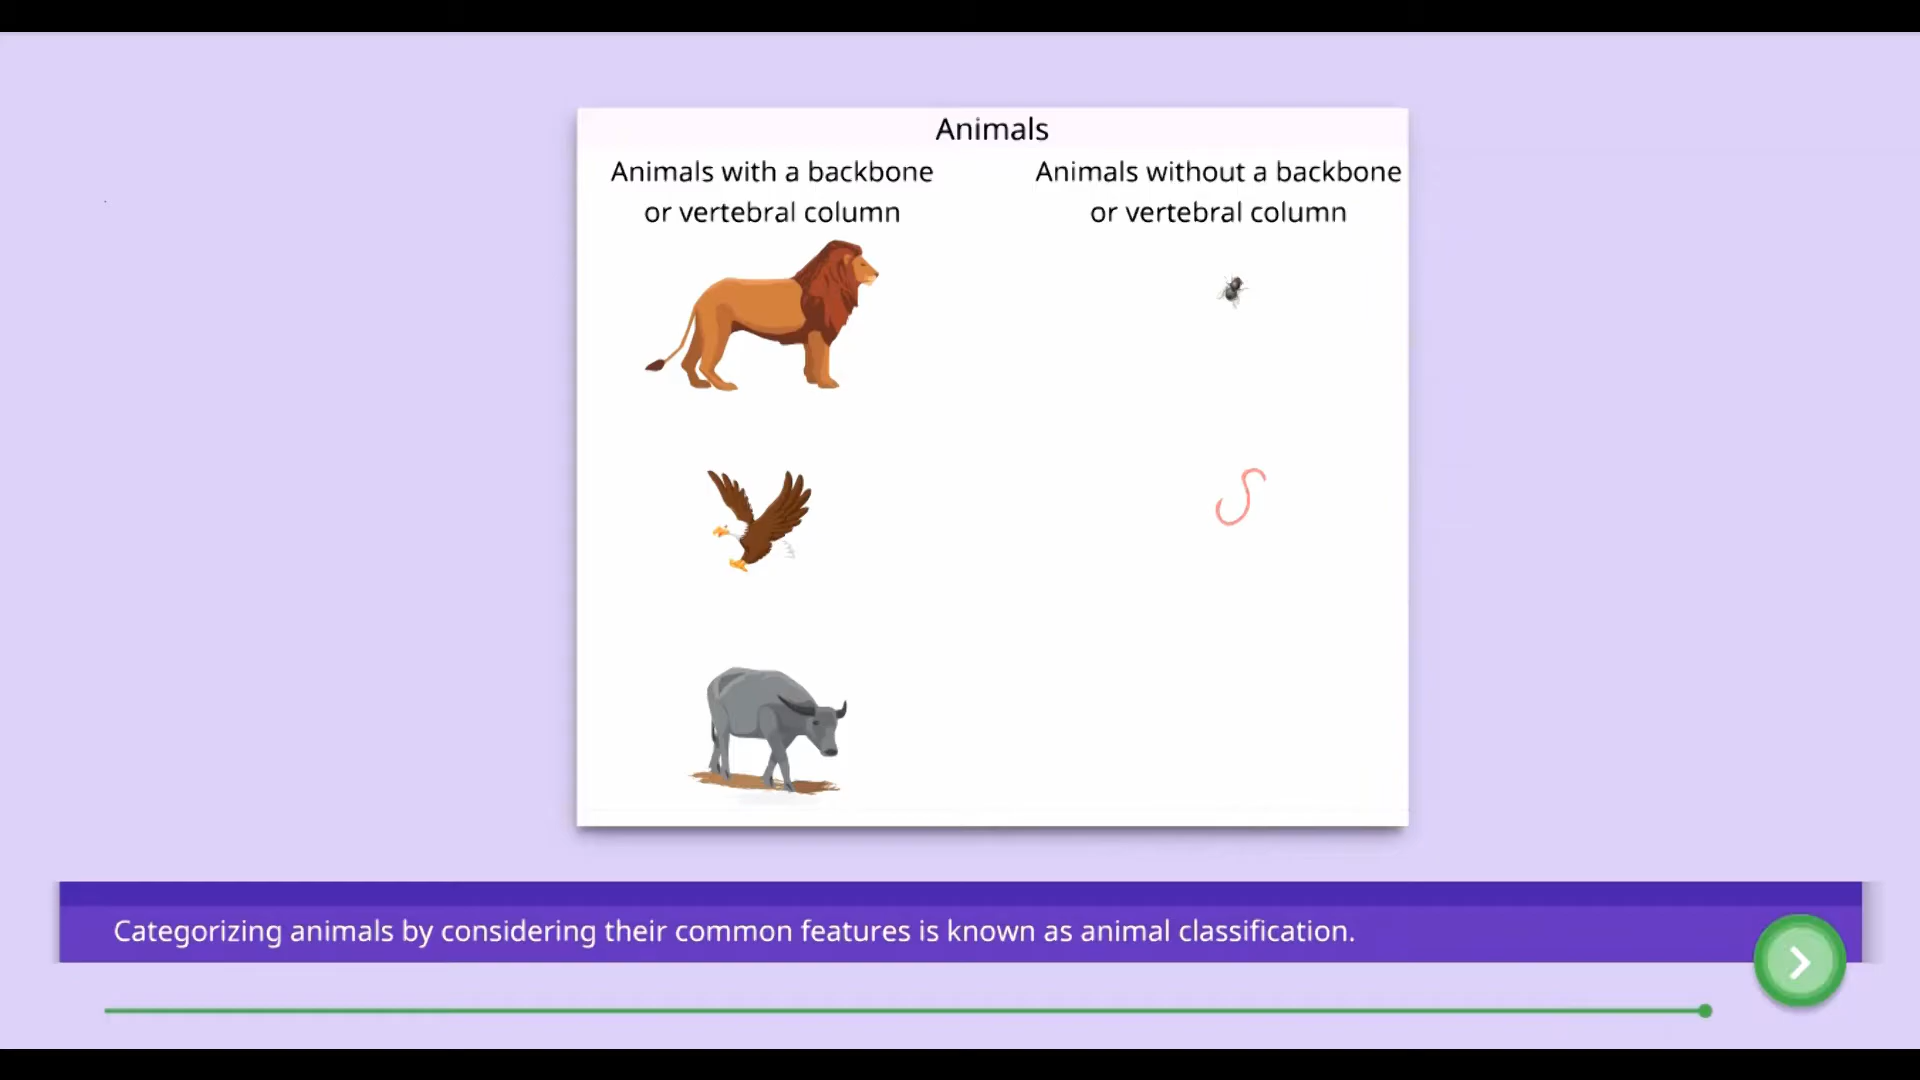 Animals
Animals with a backbone
or vertebral column
Animals without a backbone
or vertebral column
Categorizing animals by considering their common features is known as animal classification.